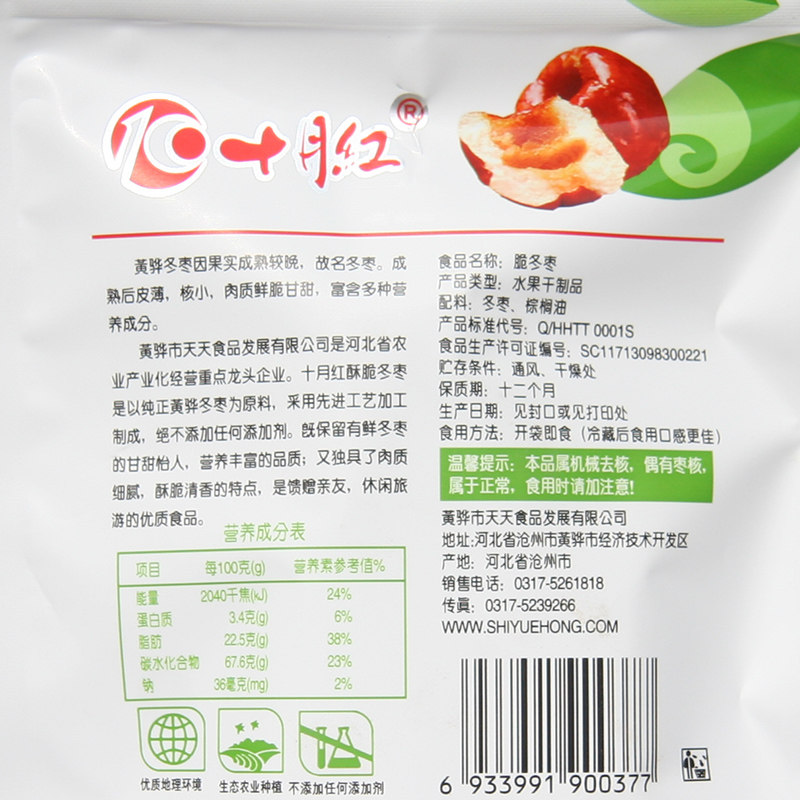 十月红®
黄骅冬枣因果实成熟较晚，故名冬枣。成
熟后皮薄，核小，肉质鲜脆甘甜，富含多种营
养成分。
黄骅市天天食品发展有限公司是河北省农
业产业化经营重点龙头企业。十月红酥脆冬枣
是以纯正黄骅冬枣为原料，采用先进工艺加工
制成，绝不添加任何添加剂。既保留有鲜冬枣
的甘甜怡人，营养丰富的品质；又独具了肉质
细腻，酥脆清香的特点，是馈赠亲友，休闲旅
游的优质食品。
营养成分表
项目 每100克(g) 营养素参考值%
能量 2040千焦(kJ) 24%
蛋白质 3.4克(g) 6%
脂肪 22.5克(g) 38%
碳水化合物 67.6克(g) 23%
钠 36毫克(mg) 2%
优质地理环境 生态农业种植 不添加任何添加剂
食品名称：脆冬枣
产品类型：水果干制品
配料：冬枣、棕榈油
产品标准代号：Q/HHTT 0001S
食品生产许可证编号：SC11713098300221
贮存条件：通风、干燥处
保质期：十二个月
生产日期：见封口或见打印处
食用方法：开袋即食（冷藏后食用口感更佳）
温馨提示：本品属机械去核，偶有枣核，
属于正常，食用时请加注意!
黄骅市天天食品发展有限公司
地址:河北省沧州市黄骅市经济技术开发区
产地：河北省沧州市
销售电话：0317-5261818
传真：0317-5239266
WWW.SHIYUEHONG.COM
6 933991 900377